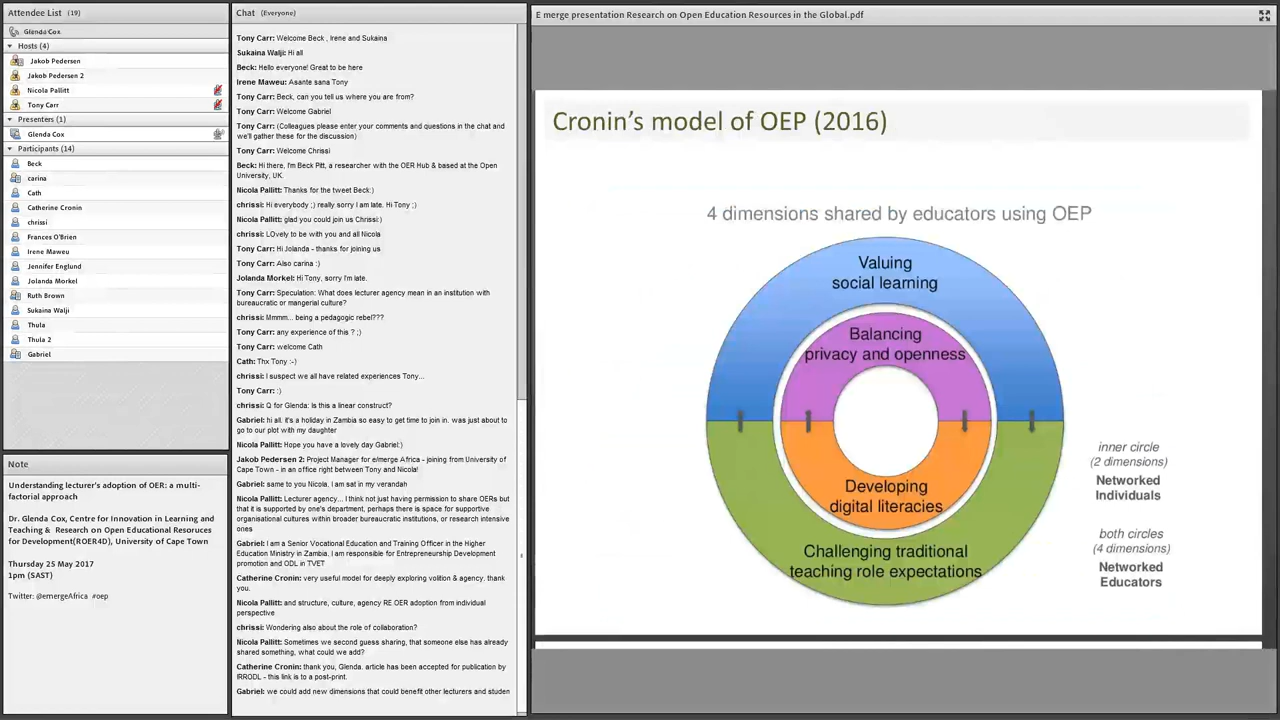 Attendee List (19)
Glenda Cox
Hosts (4)
Jakob Pedersen
Jakob Pedersen 2
Nicola Pallitt
Tony Carr
Presenters (1)
Glenda Cox
Participants (14)
Beck
carina
Cath
Catherine Cronin
chrissi
Frances O'Brien
Irene Maweu
Jennifer Englund
Jolanda Morkel
Ruth Brown
Sukaina Walji
Thula
Thula 2
Gabriel
Note
Understanding lecturer's adoption of OER: a multi-
factorial approach
Dr. Glenda Cox, Centre for Innovation in Learning and
Teaching & Research on Open Educational Resoruces
for Development(ROER4D), University of Cape Town
Thursday 25 May 2017
1pm (SAST)
Twitter: @emergeAfrica #oep
Chat (Everyone)
Tony Carr: Welcome Beck , Irene and Sukaina
Sukaina Walji: Hi all
Beck: Hello everyone! Great to be here
Irene Maweu: Asante sana Tony
Tony Carr: Beck, can you tell us where you are from?
Tony Carr: Welcome Gabriel
Tony Carr: (Colleagues please enter your comments and questions in the chat and
we'll gather these for the discussion)
Tony Carr: Welcome Chrissi
Beck: Hi there, I'm Beck Pitt, a researcher with the OER Hub & based at the Open
University, UK.
Nicola Pallitt: Thanks for the tweet Beck:)
chrissi: Hi everybody ;) really sorry I am late. Hi Tony ;)
Nicola Pallitt: glad you could join us Chrissi:)
chrissi: LOvely to be with you and all Nicola
Tony Carr: Hi Jolanda - thanks for joining us
Tony Carr: Also carina :)
Jolanda Morkel: Hi Tony, sorry I'm late.
Tony Carr: Speculation: What does lecturer agency mean in an institution with
bureaucratic or mangerial culture?
chrissi: Mmmm... being a pedagogic rebel???
Tony Carr: any experience of this ? ;)
Tony Carr: welcome Cath
Cath: Thx Tony :-)
chrissi: I suspect we all have related experiences Tony...
Tony Carr: :)
chrissi: Q for Glenda: is this a linear construct?
Gabriel: hi all. it's a holiday in Zambia so easy to get time to join in. was just about to
go to our plot with my daughter
Nicola Pallitt: Hope you have a lovely day Gabriel:)
Jakob Pedersen 2: Project Manager for e/merge Africa - joining from University of
Cape Town - in an office right between Tony and Nicola!
Gabriel: same to you Nicola, I am sat in my verandah
Nicola Pallitt: Lecturer agency... I think not just having permission to share OERs but
that it is supported by one's department, perhaps there is space for supportive
organisational cultures within broader bureaucratic institutions, or research intensive
ones
Gabriel: I am a Senior Vocational Education and Training Officer in the Higher
Education Ministry in Zambia, I am responsible for Entrepreneurship Development
promotion and ODL in TVET
Catherine Cronin: very useful model for deeply exploring volition & agency. thank
you.
Nicola Pallitt: and structure, culture, agency RE OER adoption from individual
perspective
chrissi: Wondering also about the role of collaboration?
Nicola Pallitt: Sometimes we second guess sharing, that someone else has already
shared something, what could we add?
Catherine Cronin: thank you, Glenda. article has been accepted for publication by
IRRODL - this link is to a post-print.
Gabriel: we could add new dimensions that could benefit other lecturers and studen
E merge presentation Research on Open Education Resources in the Global.pdf
Cronin's model of OEP (2016)
4 dimensions shared by educators using OEP
Valuing
social learning
Balancing
privacy and openness
Developing
digital literacies
Challenging traditional
teaching role expectations
inner circle
(2 dimensions)
Networked
Individuals
both circles
(4 dimensions)
Networked
Educators